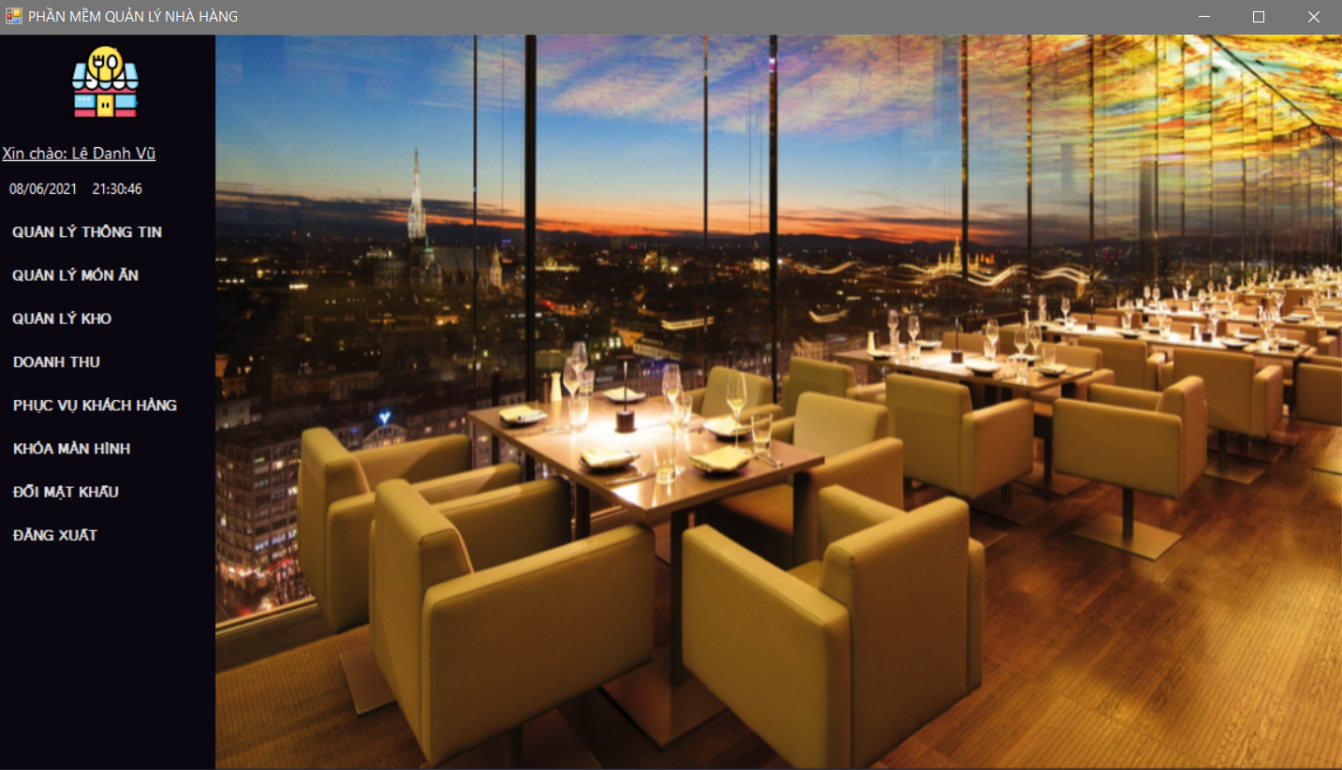 PHẦN MỀM QUẢN LÝ NHÀ HÀNG
Xin chào: Lê Danh Vũ
08/06/2021 21:30:46
QUẢN LÝ THÔNG TIN
QUẢN LÝ MÓN ĂN
QUẢN LÝ KHO
DOANH THU
PHỤC VỤ KHÁCH HÀNG
KHÓA MÀN HÌNH
ĐỔI MẬT KHẨU
ĐĂNG XUẤT